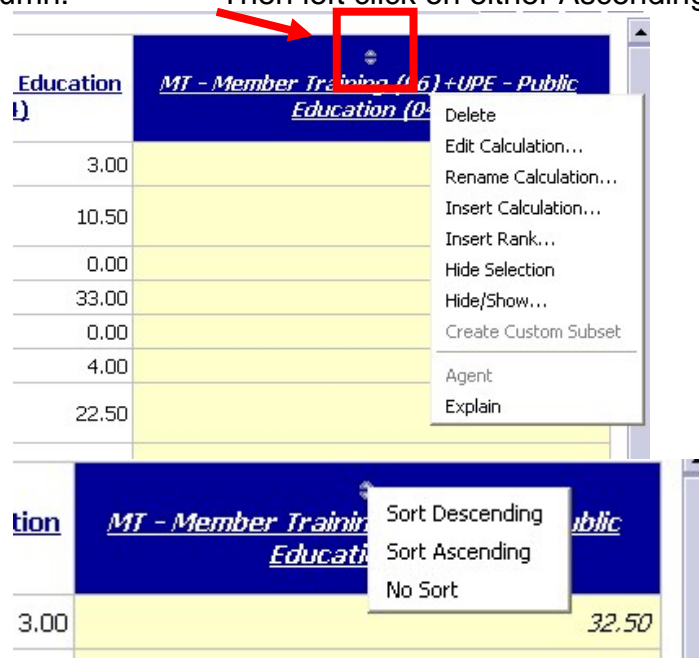 Then left click on either Ascending
Education MT - Member Training (06)+UPE - Public
Education (04
3.00
10.50
0.00
33.00
0.00
4.00
22.50
Delete
Edit Calculation...
Rename Calculation...
Insert Calculation...
Insert Rank...
Hide Selection
Hide/Show...
Create Custom Subset
Agent
Explain
tion MT - Member Trainin ublic
Educati
Sort Descending
Sort Ascending
No Sort
3.00 32.50